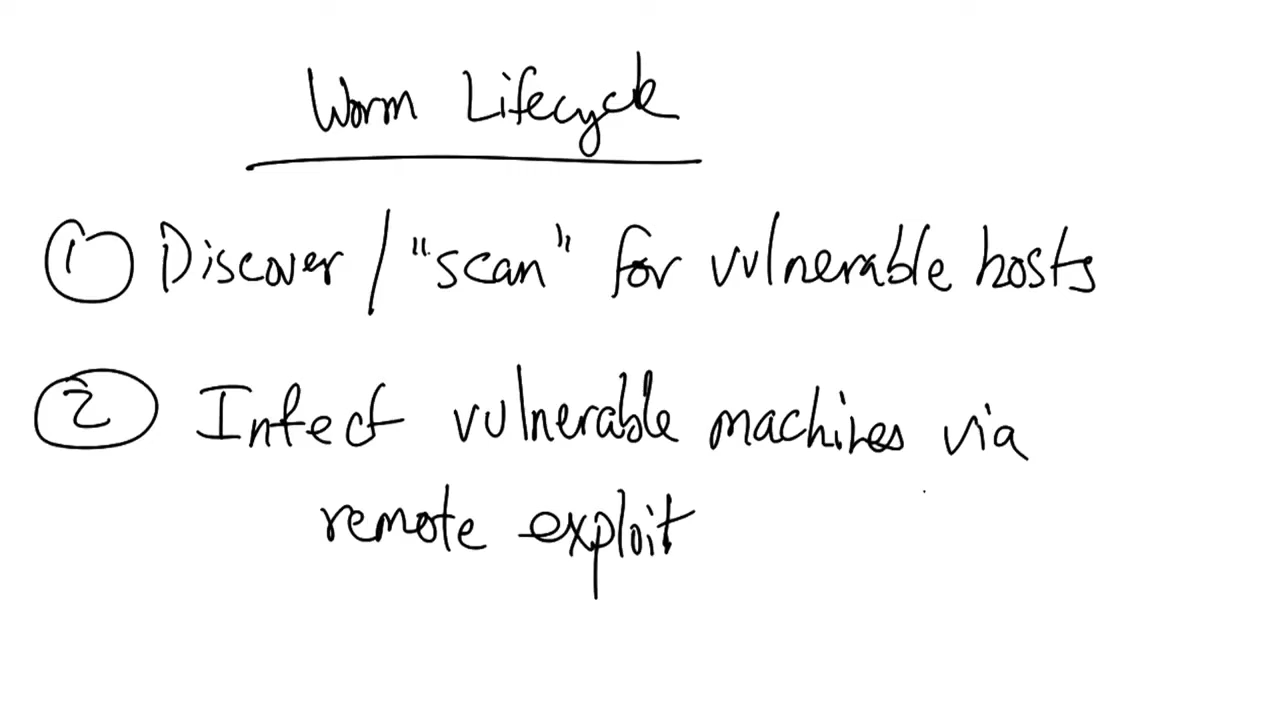 Worm Lifecycle
① Discover / "scan" for vulnerable hosts
② Infect vulnerable machines via
remote exploit